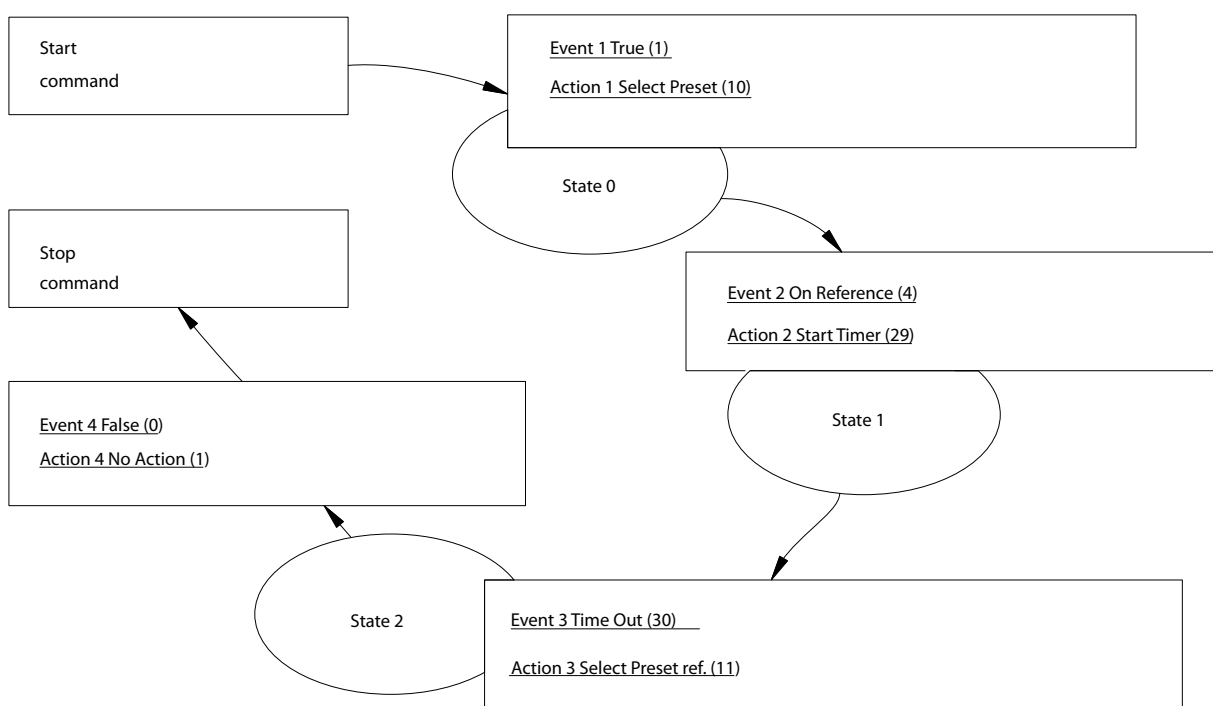 Start
command
Event 1 True (1)
Action 1 Select Preset (10)
State 0
Stop
command
Event 2 On Reference (4)
Action 2 Start Timer (29)
State 1
Event 4 False (0)
Action 4 No Action (1)
State 2
Event 3 Time Out (30)
Action 3 Select Preset ref. (11)